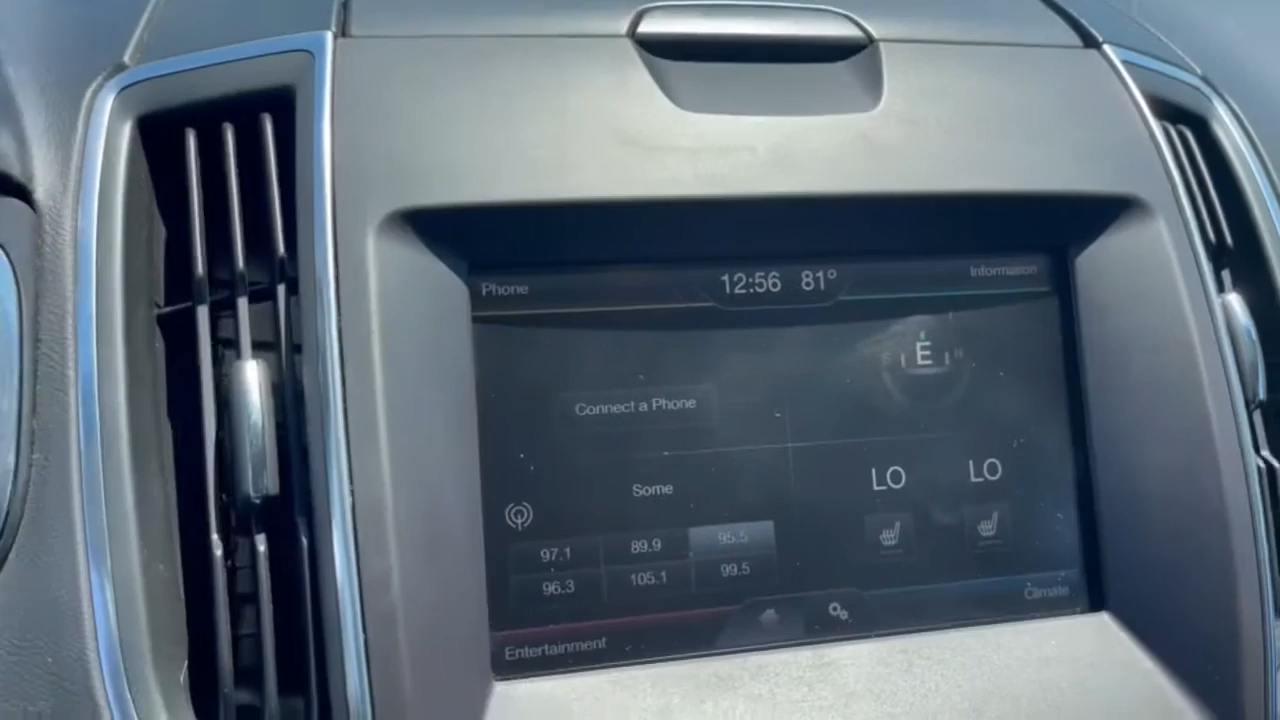 Phone 12:56 81° Information
E
Connect a Phone
LO LO
Some
97.1 89.9 95.5
96.3 105.1 99.5
Climate
Entertainment